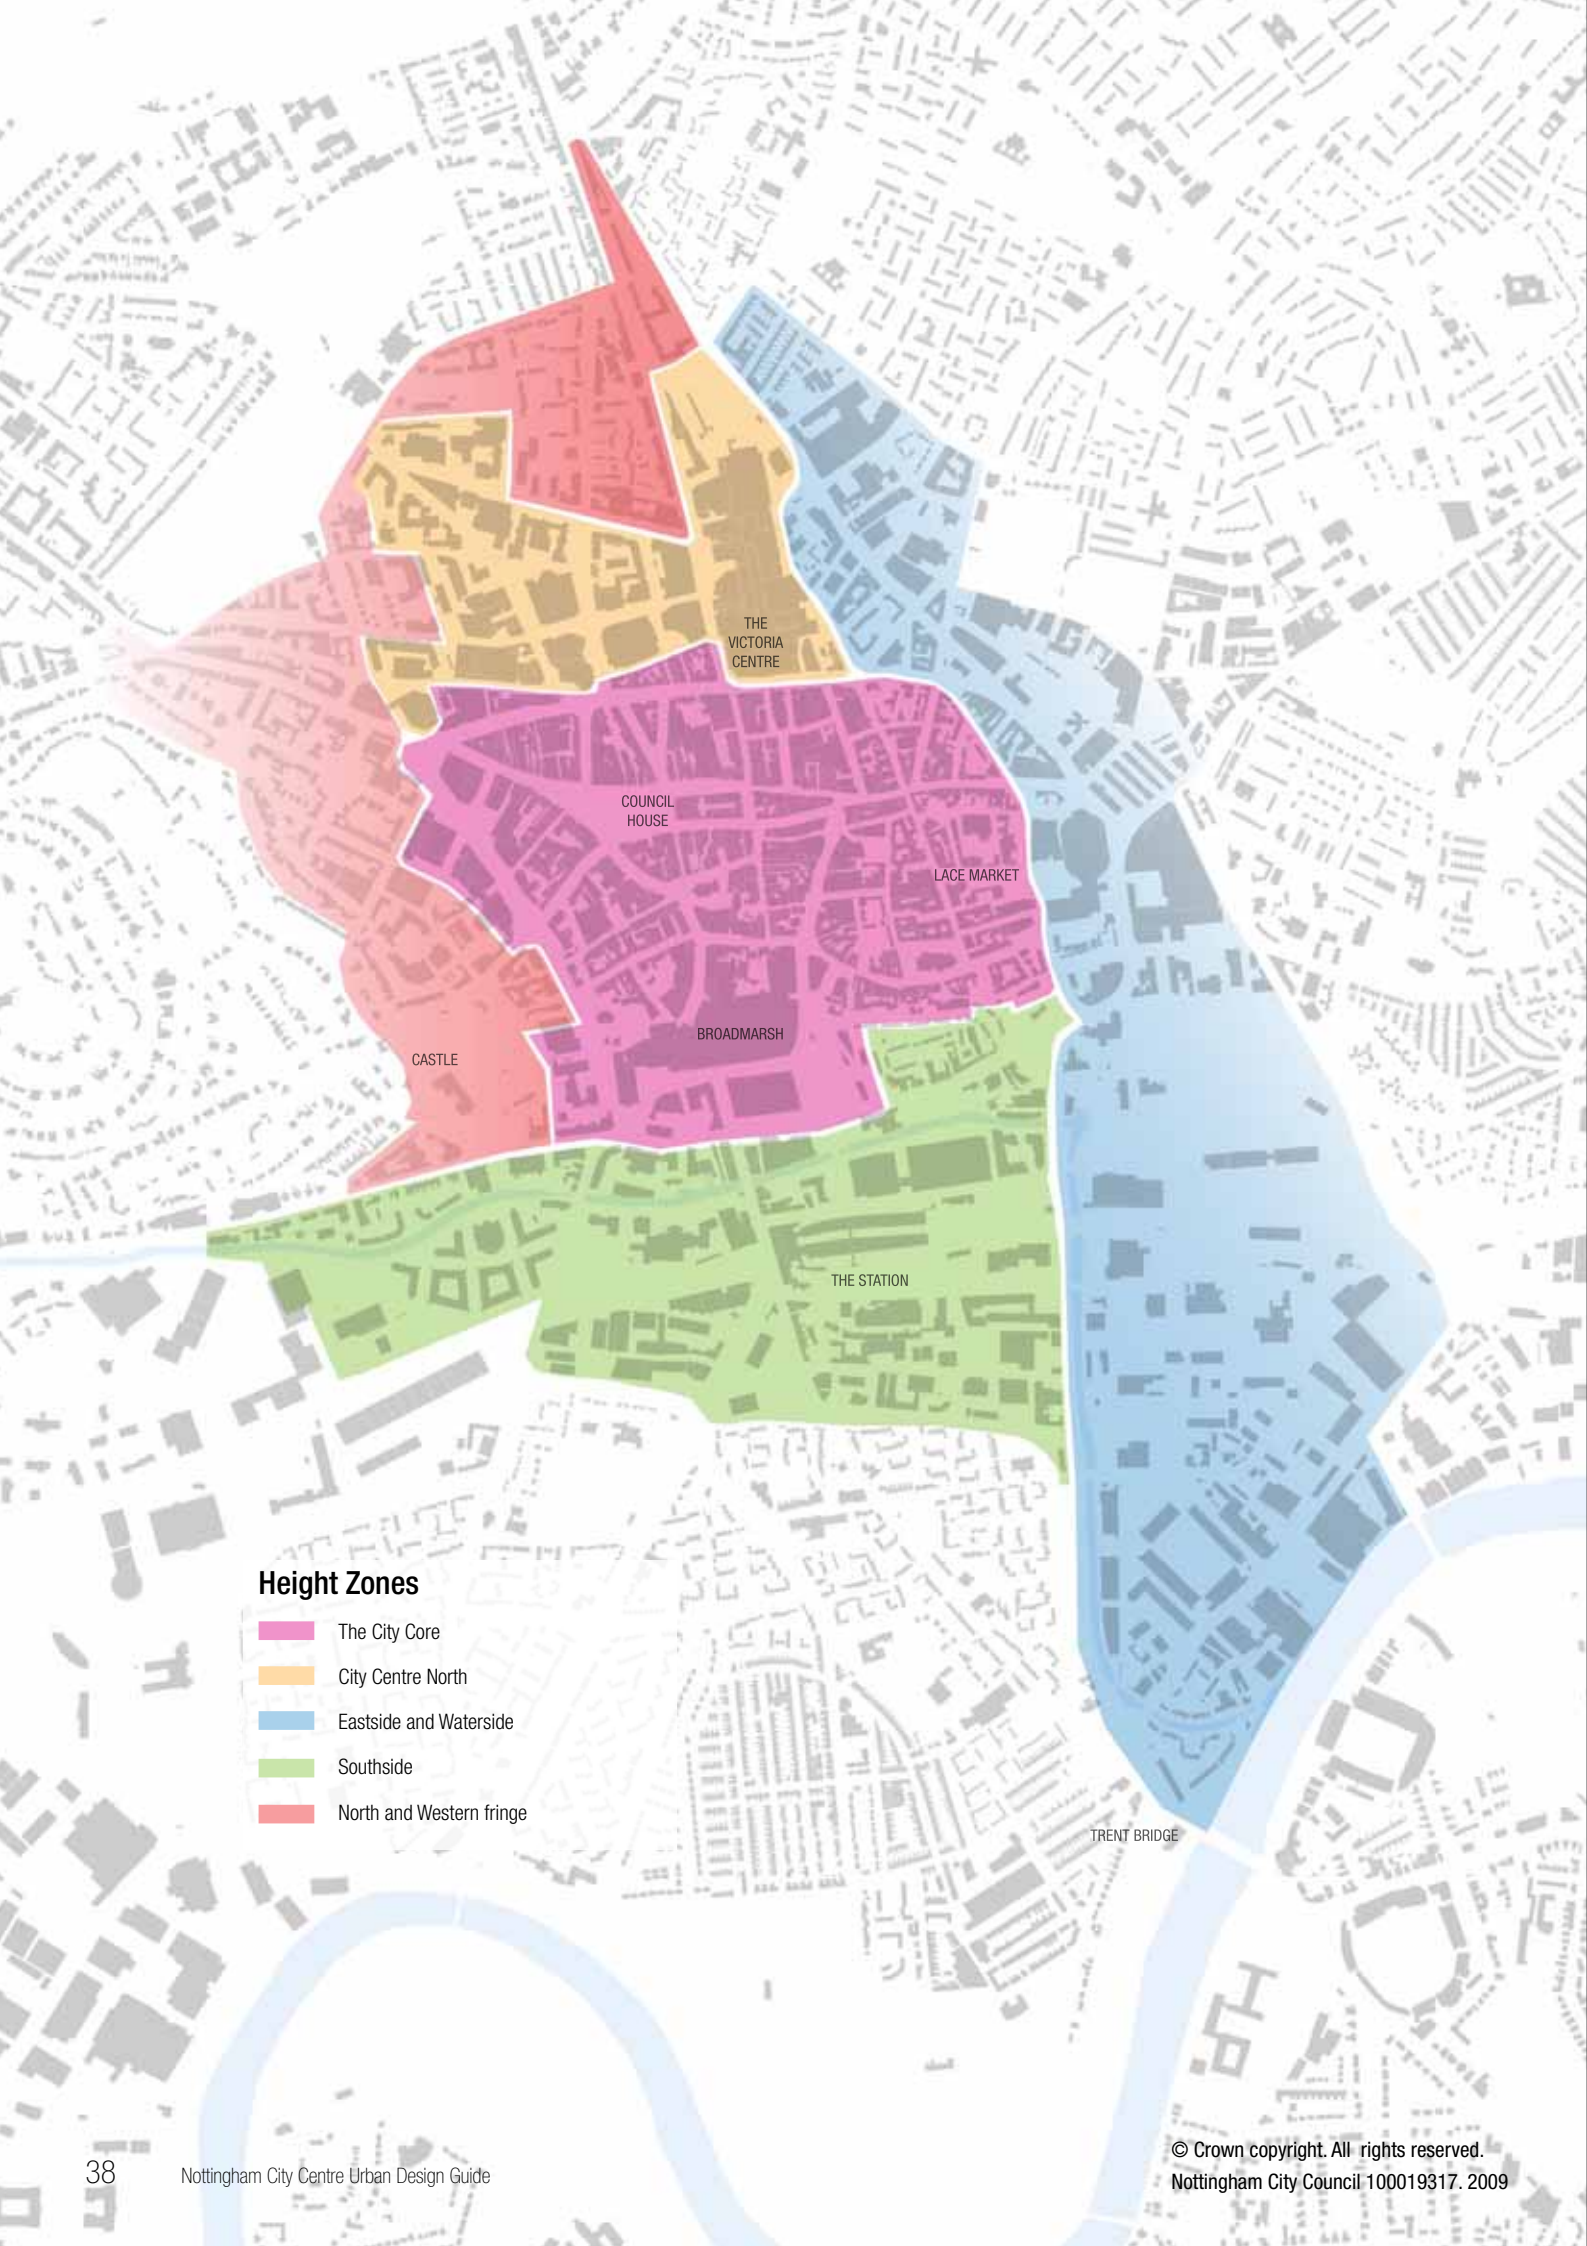 THE
VICTORIA
CENTRE
COUNCIL
HOUSE
LACE MARKET
BROADMARSH
CASTLE
THE STATION
Height Zones
The City Core
City Centre North
Eastside and Waterside
Southside
North and Western fringe
TRENT BRIDGE
© Crown copyright. All rights reserved.
Nottingham City Council 100019317. 2009
38 Nottingham City Centre Urban Design Guide